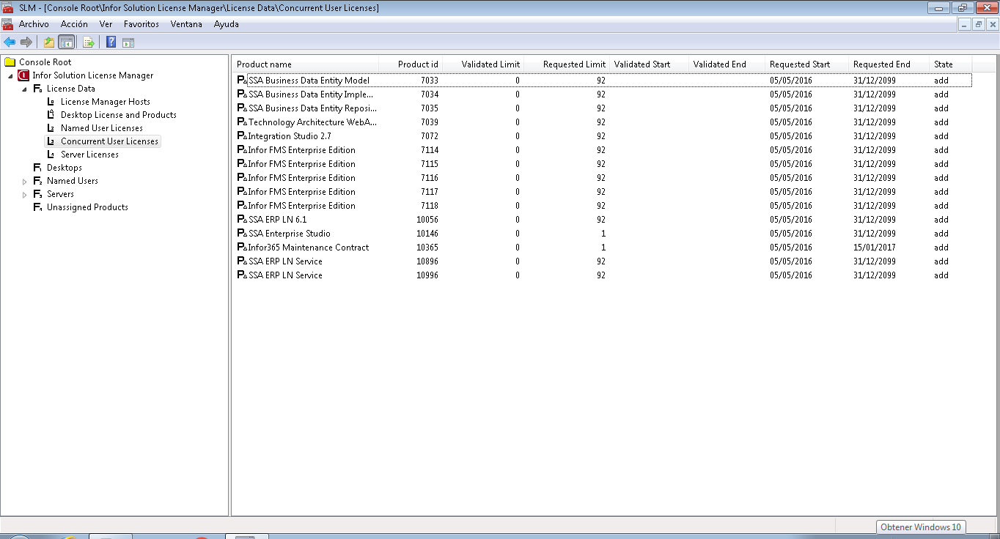 SLM - [Console Root\Infor Solution License Manager\License Data\Concurrent User Licenses]
Archivo Acción Ver Favoritos Ventana Ayuda
Console Root
Infor Solution License Manager
License Data
License Manager Hosts
Desktop License and Products
Named User Licenses
Concurrent User Licenses
Server Licenses
Desktops
Named Users
Servers
Unassigned Products
Product name Product id Validated Limit Requested Limit Validated Start Validated End Requested Start Requested End State
SSA Business Data Entity Model 7033 0 92 05/05/2016 31/12/2099 add
SSA Business Data Entity Imple... 7034 0 92 05/05/2016 31/12/2099 add
SSA Business Data Entity Reposi... 7035 0 92 05/05/2016 31/12/2099 add
Technology Architecture WebA... 7039 0 92 05/05/2016 31/12/2099 add
Integration Studio 2.7 7072 0 92 05/05/2016 31/12/2099 add
Infor FMS Enterprise Edition 7114 0 92 05/05/2016 31/12/2099 add
Infor FMS Enterprise Edition 7115 0 92 05/05/2016 31/12/2099 add
Infor FMS Enterprise Edition 7116 0 92 05/05/2016 31/12/2099 add
Infor FMS Enterprise Edition 7117 0 92 05/05/2016 31/12/2099 add
Infor FMS Enterprise Edition 7118 0 92 05/05/2016 31/12/2099 add
SSA ERP LN 6.1 10056 0 92 05/05/2016 31/12/2099 add
SSA Enterprise Studio 10146 0 1 05/05/2016 31/12/2099 add
Infor365 Maintenance Contract 10365 0 1 05/05/2016 15/01/2017 add
SSA ERP LN Service 10896 0 92 05/05/2016 31/12/2099 add
SSA ERP LN Service 10996 0 92 05/05/2016 31/12/2099 add
Obtener Windows 10